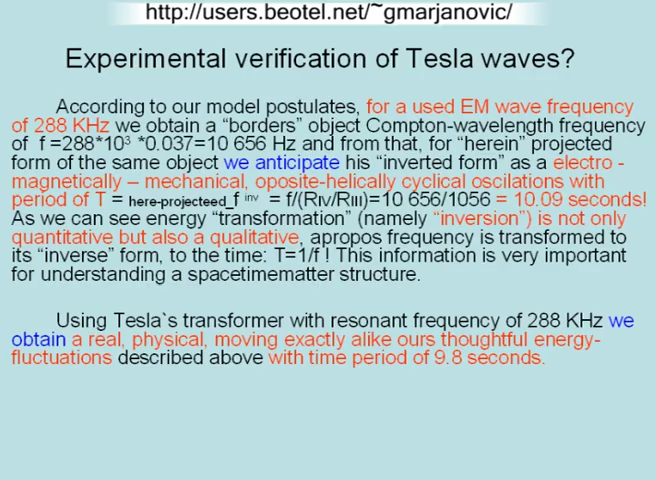 http://users.beotel.net/~gmarjanovic/
Experimental verification of Tesla waves?
According to our model postulates, for a used EM wave frequency
of 288 KHz we obtain a “borders” object Compton-wavelength frequency
of f =288*10³ *0.037=10 656 Hz and from that, for “herein” projected
form of the same object we anticipate his “inverted form” as a electro -
magnetically – mechanical, oposite-helically cyclical oscilations with
period of T = here-projecteed_f inv = f/(RIV/RIII)=10 656/1056 = 10.09 seconds!
As we can see energy “transformation” (namely “inversion”) is not only
quantitative but also a qualitative, apropos frequency is transformed to
its “inverse” form, to the time: T=1/f ! This information is very important
for understanding a spacetimematter structure.
Using Tesla`s transformer with resonant frequency of 288 KHz we
obtain a real, physical, moving exactly alike ours thoughtful energy-
fluctuations described above with time period of 9.8 seconds.